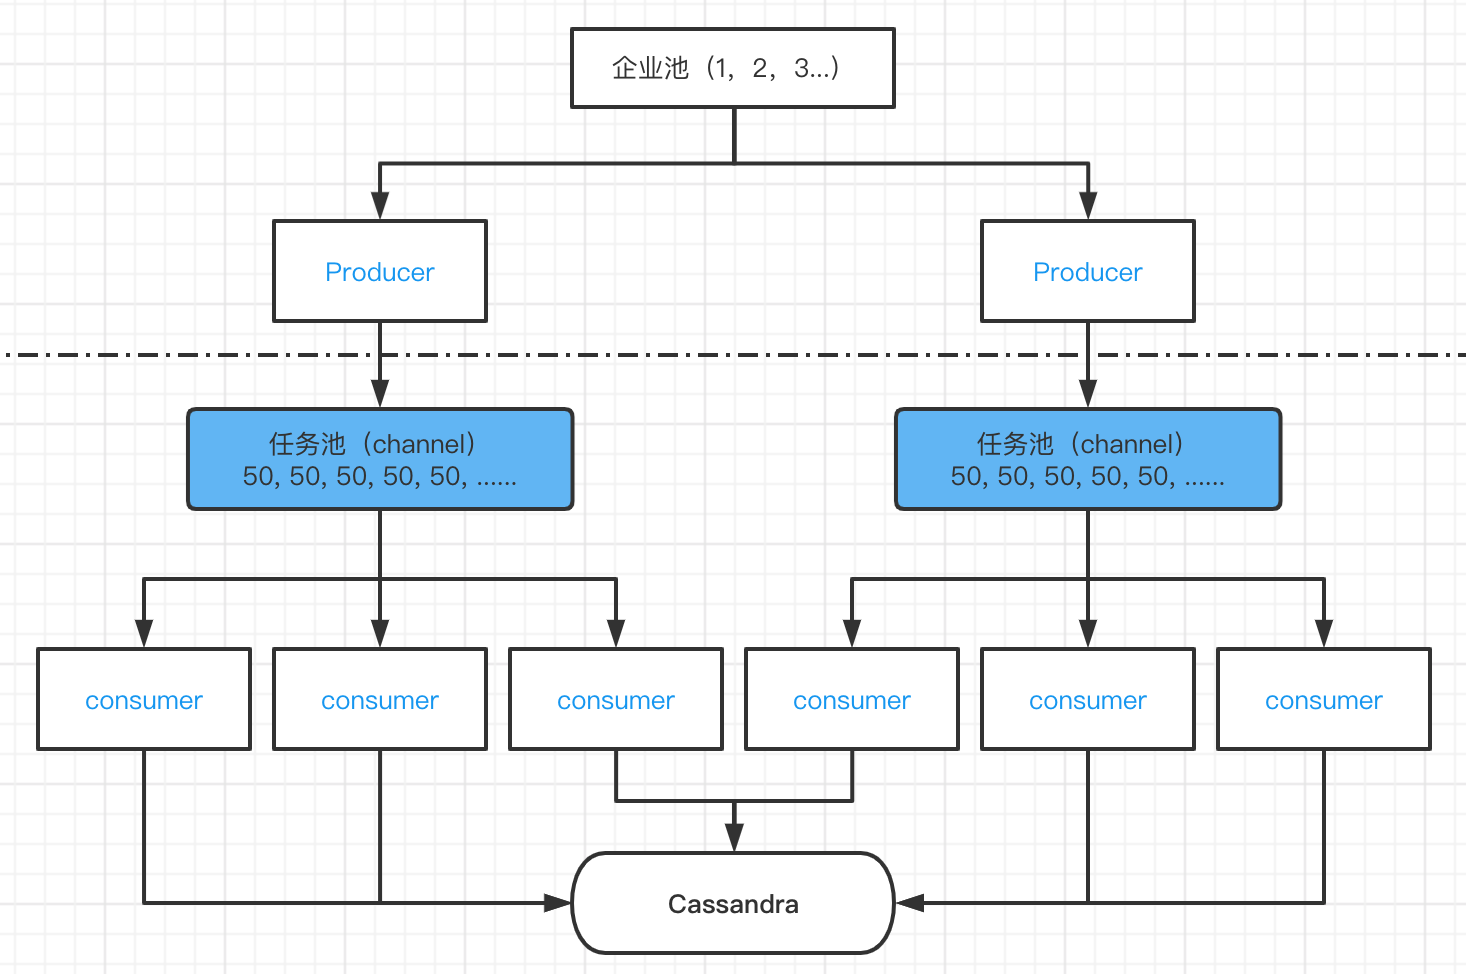 企业池（1，2，3...）
Producer
Producer
任务池（channel）
50, 50, 50, 50, 50, ......
任务池（channel）
50, 50, 50, 50, 50, ......
consumer
consumer
consumer
consumer
consumer
consumer
Cassandra